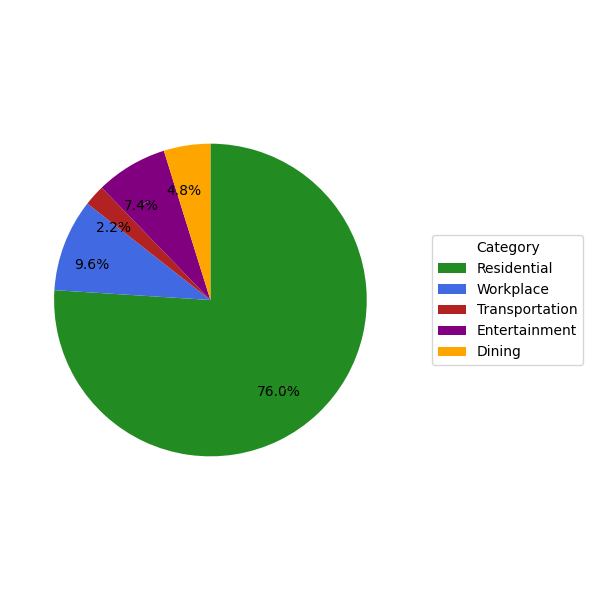 4.8%
7.4%
2.2%
9.6%
76.0%
Category
Residential
Workplace
Transportation
Entertainment
Dining